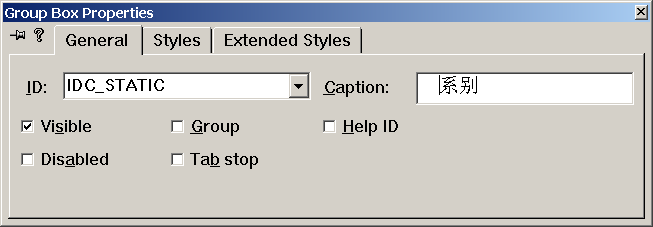 Group Box Properties
General Styles Extended Styles
ID: IDC_STATIC Caption: 系别
Visible Group Help ID
Disabled Tab stop